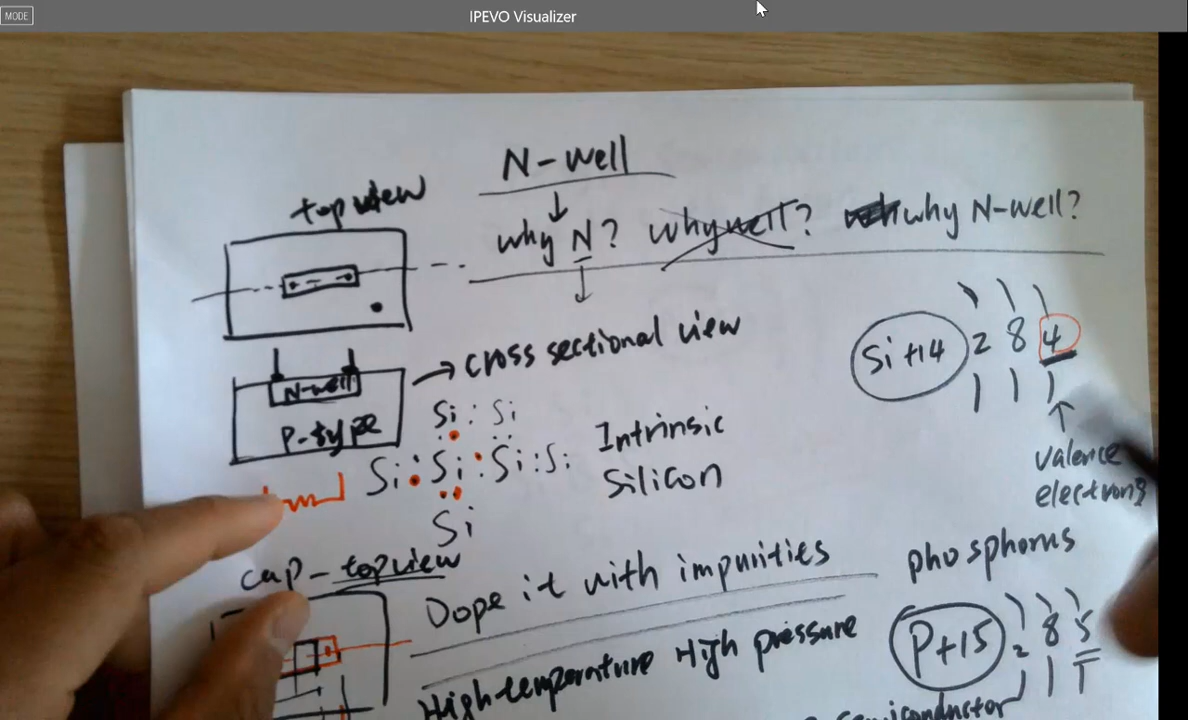 MODE
IPEVO Visualizer
N-well
top view
why N? why well? why N-well?
cross sectional view
N-well
P-type
Si +14 2 8 4
valence
electrons
Si : Si
Si : Si : Si : Si
Si
Intrinsic
Silicon
cap - top view
Dope it with impurities
phosphorus
High temperature High pressure
P+15 2 8 5
semiconductor